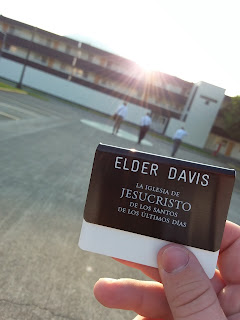 ELDER DAVIS
LA IGLESIA DE
JESUCRISTO
DE LOS SANTOS
DE LOS ÚLTIMOS DÍAS